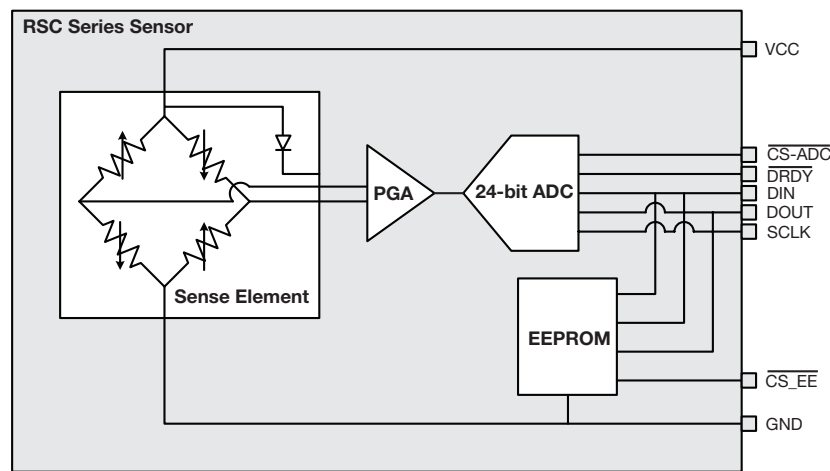 RSC Series Sensor
VCC
CS-ADC
DRDY
DIN
DOUT
SCLK
PGA
24-bit ADC
Sense Element
EEPROM
CS_EE
GND